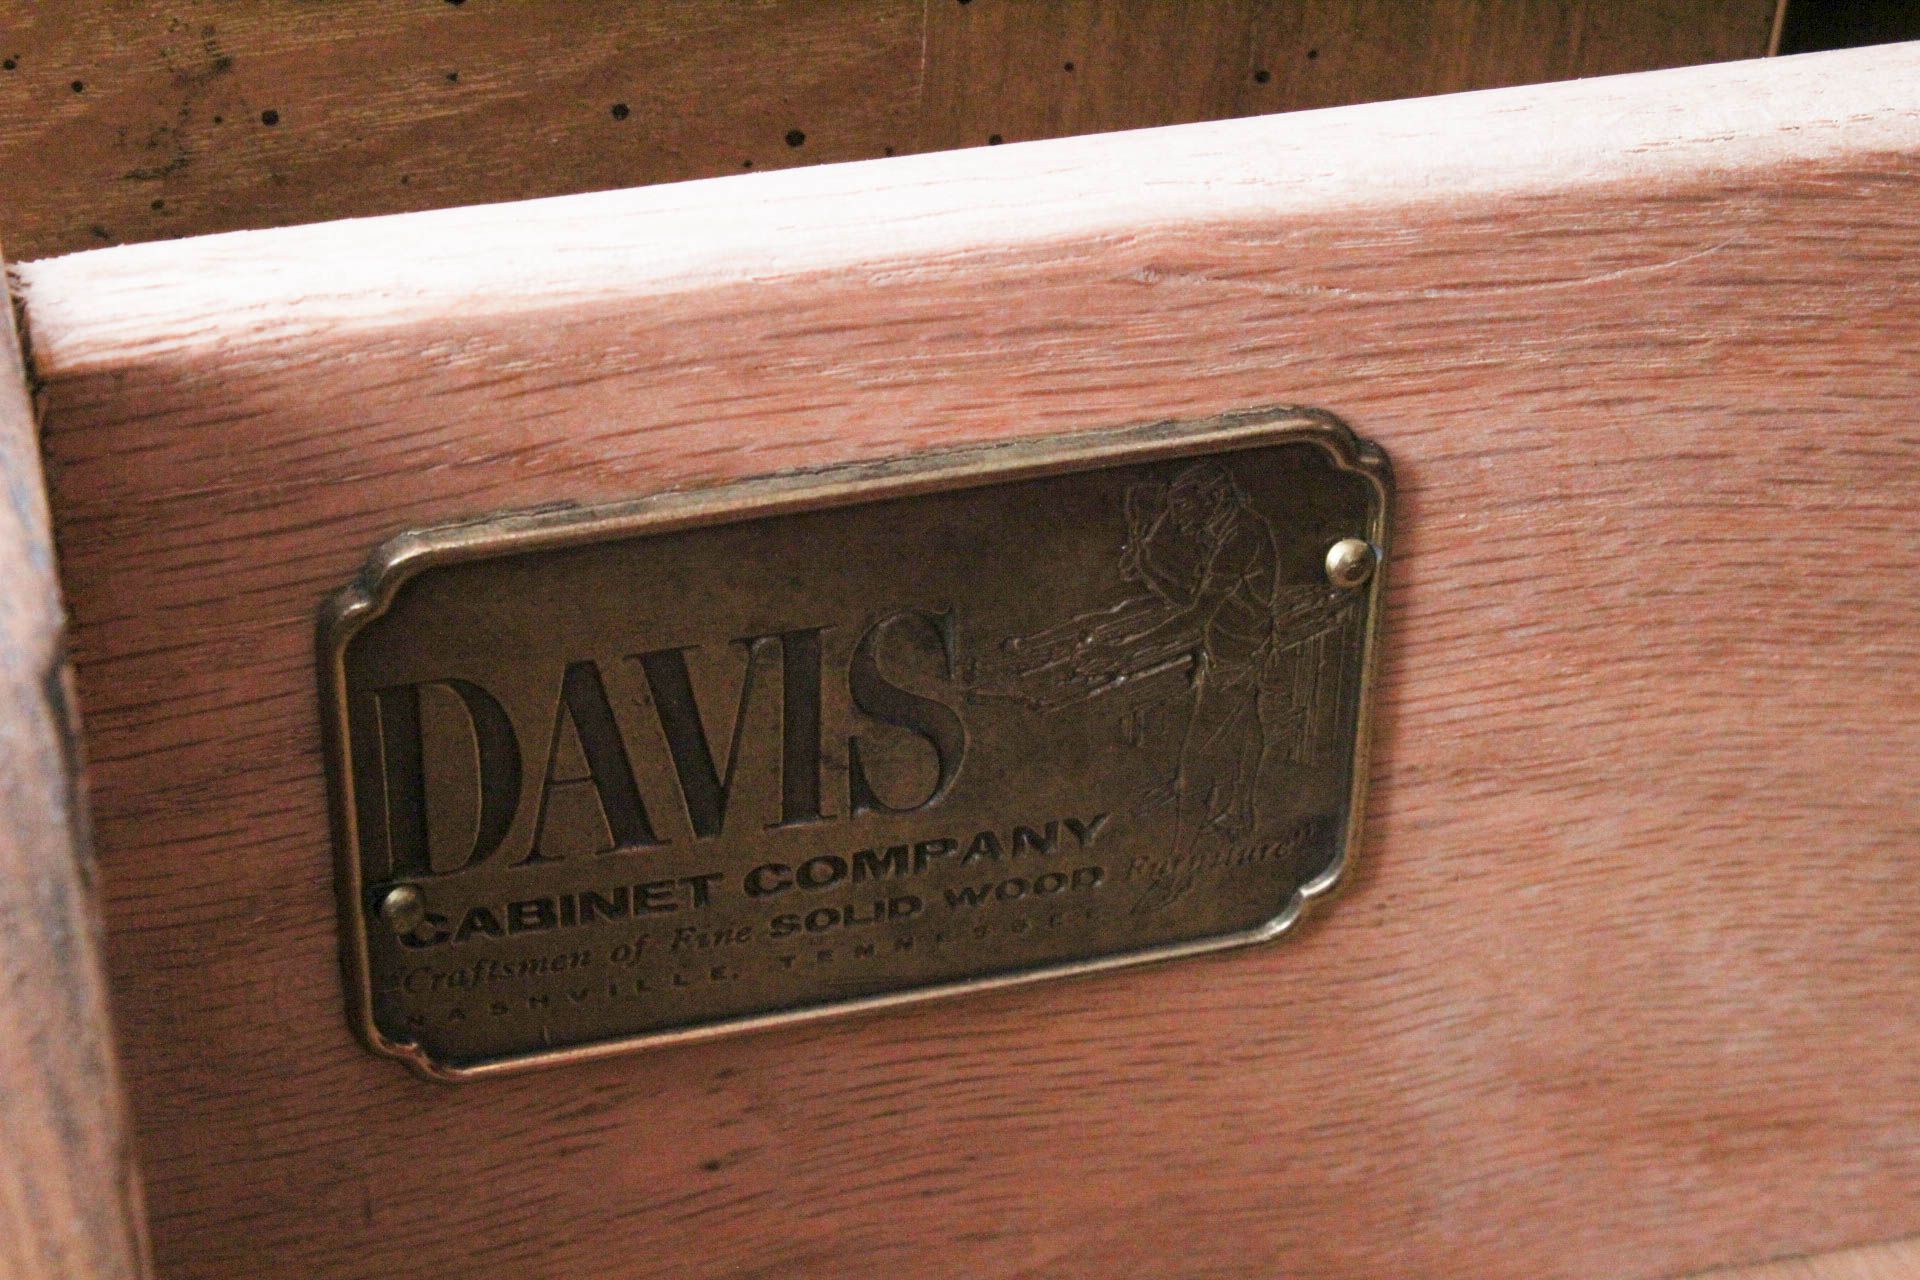 DAVIS
CABINET COMPANY
"Craftsmen of Fine SOLID WOOD Furniture"
NASHVILLE, TENNESSEE